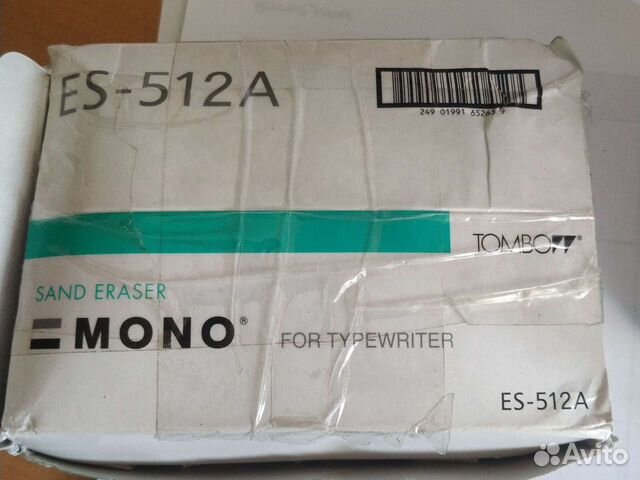 ES-512A
249 01991 65263 9
TOMBOW®
SAND ERASER
MONO® FOR TYPEWRITER
ES-512A
Avito